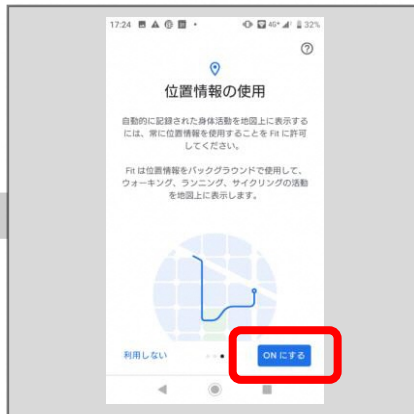 17:24 45+ 32%
位置情報の使用
自動的に記録された身体活動を地図上に表示する
には、常に位置情報を使用することを Fit に許可
してください。
Fit は位置情報をバックグラウンドで使用して、
ウォーキング、ランニング、サイクリングの活動
を地図上に表示します。
利用しない
ON にする